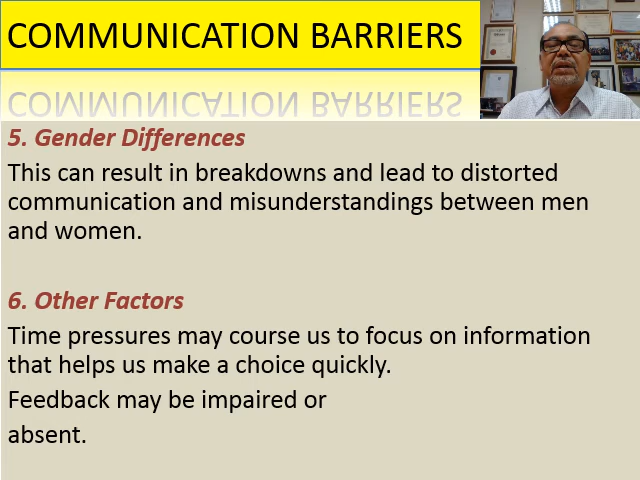 COMMUNICATION BARRIERS
5. Gender Differences
This can result in breakdowns and lead to distorted
communication and misunderstandings between men
and women.
6. Other Factors
Time pressures may course us to focus on information
that helps us make a choice quickly.
Feedback may be impaired or
absent.